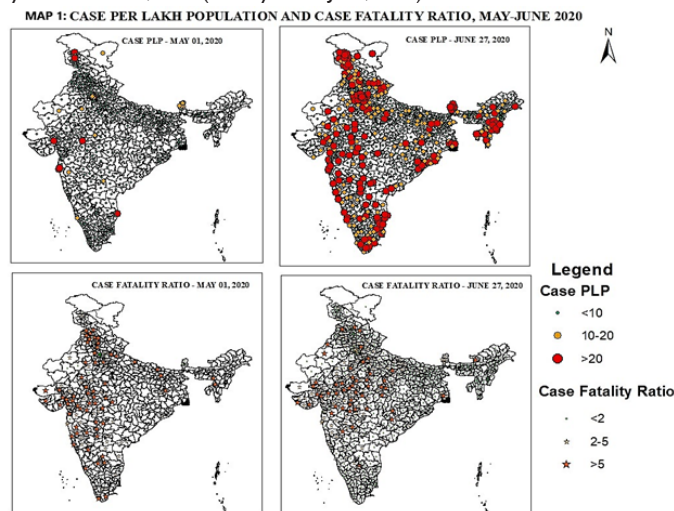 MAP 1: CASE PER LAKH POPULATION AND CASE FATALITY RATIO, MAY-JUNE 2020
N
CASE PLP - MAY 01, 2020
CASE PLP - JUNE 27, 2020
CASE FATALITY RATIO - MAY 01, 2020
CASE FATALITY RATIO - JUNE 27, 2020
Legend
Case PLP
<10
10-20
>20
Case Fatality Ratio
<2
2-5
>5